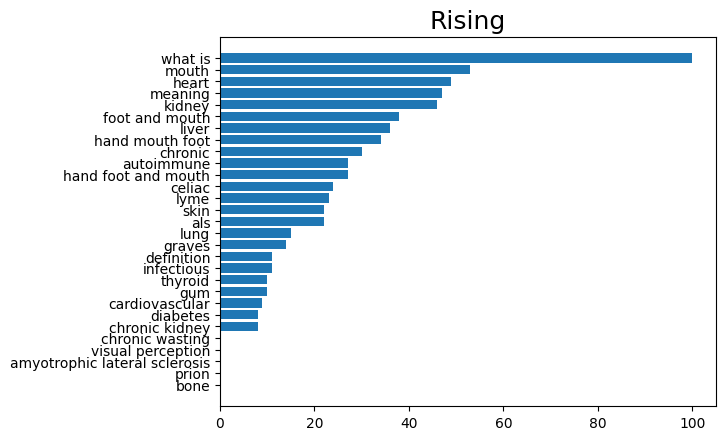 Rising
what is
mouth
heart
meaning
kidney
foot and mouth
liver
hand mouth foot
chronic
autoimmune
hand foot and mouth
celiac
lyme
skin
als
lung
graves
definition
infectious
thyroid
gum
cardiovascular
diabetes
chronic kidney
chronic wasting
visual perception
amyotrophic lateral sclerosis
prion
bone
0 20 40 60 80 100